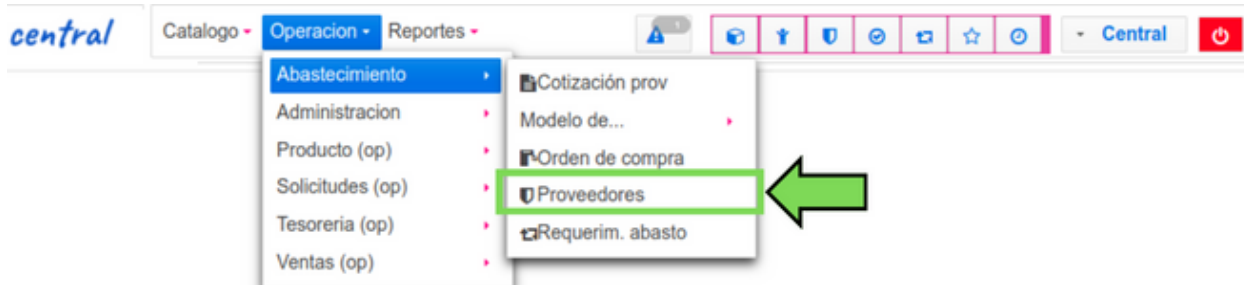 central Catalogo Operacion Reportes 1 Central
Abastecimiento
Administracion
Producto (op)
Solicitudes (op)
Tesoreria (op)
Ventas (op)
Cotización prov
Modelo de...
Orden de compra
Proveedores
Requerim. abasto